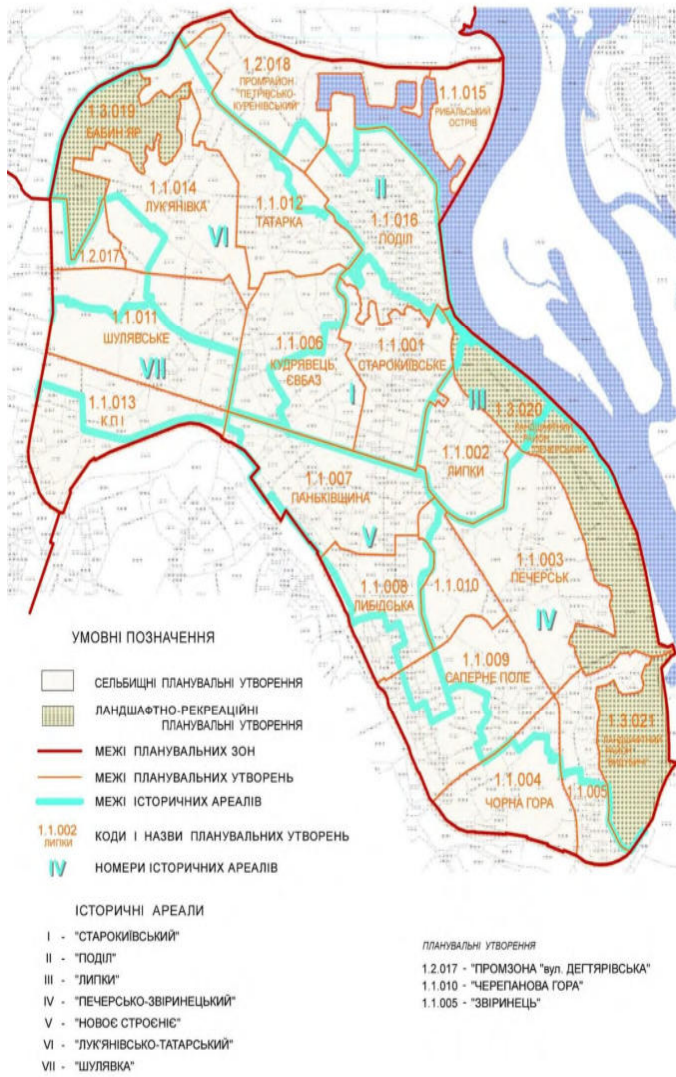 1.2.018
ПРОМРАЙОН
"ПЕТРІВСЬКО-
КУРЕНІВСЬКИЙ"
1.1.015
РИБАЛЬСЬКИЙ
ОСТРІВ
1.3.019
БАБИН ЯР
1.1.014
ЛУК'ЯНІВКА
VI
1.1.012
ТАТАРКА
II
1.1.016
ПОДІЛ
1.2.017
1.1.011
ШУЛЯВСЬКЕ
VII
1.1.006
КУДРЯВЕЦЬ,
ЄВБАЗ
I
1.1.001
СТАРОКИЇВСЬКЕ
III
1.3.020
ЛАНДШАФТНИЙ
РАЙОН
1.1.013
К.П.І
1.1.002
ЛИПКИ
1.1.007
ПАНЬКІВЩИНА
V
1.1.003
ПЕЧЕРСЬК
IV
1.1.008
ЛИБІДСЬКА
1.1.010
1.1.009
САПЕРНЕ ПОЛЕ
1.3.021
ЛАНДШАФТНИЙ
РАЙОН
1.1.004
ЧОРНА ГОРА
1.1.005
УМОВНІ ПОЗНАЧЕННЯ
СЕЛЬБИЩНІ ПЛАНУВАЛЬНІ УТВОРЕННЯ
ЛАНДШАФТНО-РЕКРЕАЦІЙНІ
ПЛАНУВАЛЬНІ УТВОРЕННЯ
МЕЖІ ПЛАНУВАЛЬНИХ ЗОН
МЕЖІ ПЛАНУВАЛЬНИХ УТВОРЕНЬ
МЕЖІ ІСТОРИЧНИХ АРЕАЛІВ
1.1.002
ЛИПКИ
КОДИ І НАЗВИ ПЛАНУВАЛЬНИХ УТВОРЕНЬ
IV
НОМЕРИ ІСТОРИЧНИХ АРЕАЛІВ
ІСТОРИЧНІ АРЕАЛИ
I - "СТАРОКИЇВСЬКИЙ"
II - "ПОДІЛ"
III - "ЛИПКИ"
IV - "ПЕЧЕРСЬКО-ЗВІРИНЕЦЬКИЙ"
V - "НОВОЄ СТРОЄНІЄ"
VI - "ЛУК'ЯНІВСЬКО-ТАТАРСЬКИЙ"
VII - "ШУЛЯВКА"
ПЛАНУВАЛЬНІ УТВОРЕННЯ
1.2.017 - "ПРОМЗОНА "вул. ДЕГТЯРІВСЬКА"
1.1.010 - "ЧЕРЕПАНОВА ГОРА"
1.1.005 - "ЗВІРИНЕЦЬ"